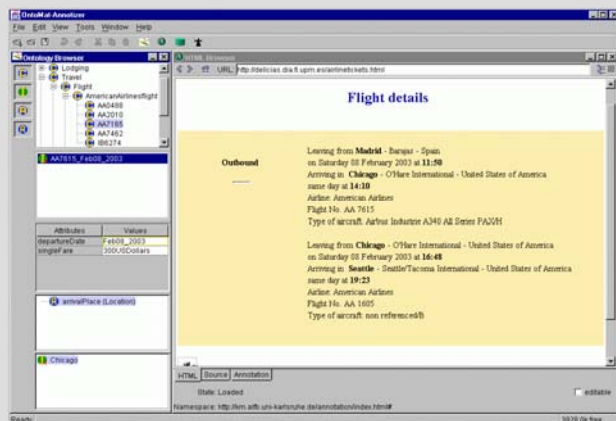 OntoMat-Annotizer
File Edit View Tools Window Help
Ontology Browser
HTML Browser
Lodging
Travel
Flight
AmericanAirlinesflight
AA0488
AA2010
AA7165
AA7462
IB6274
AA7615_Feb08_2003
Attributes Values
departureDate Feb08_2003
singleFare 300USDollars
arrivalPlace (Location)
Chicago
URL: http://delicias.dia.fi.upm.es/airlinetickets.html
Flight details
Outbound
Leaving from Madrid - Barajas - Spain
on Saturday 08 February 2003 at 11:50
Arriving in Chicago - O'Hare International - United States of America
same day at 14:10
Airline: American Airlines
Flight No. AA 7615
Type of aircraft: Airbus Industrie A340 All Series PAX/H
Leaving from Chicago - O'Hare International - United States of America
on Saturday 08 February 2003 at 16:48
Arriving in Seattle - Seattle/Tacoma International - United States of America
same day at 19:23
Airline: American Airlines
Flight No. AA 1605
Type of aircraft: non referenced/B
HTML Source Annotation
State: Loaded
editable
Namespace: http://km.aifb.uni-karlsruhe.de/annotation/index.html#
Ready
3928.0k free